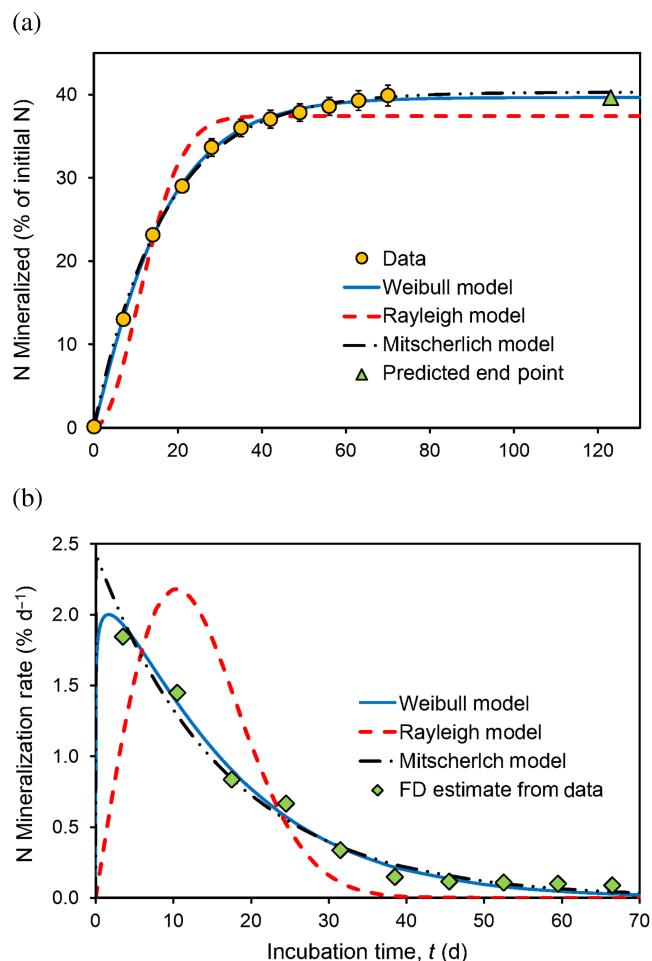 (a)
N Mineralized (% of initilal N)
50
40
30
20
10
0
0 20 40 60 80 100 120
Data
Weibull model
Rayleigh model
Mitscherlich model
Predicted end point
(b)
N Mineralization rate (% d⁻¹)
2.5
2.0
1.5
1.0
0.5
0.0
0 10 20 30 40 50 60 70
Weibull model
Rayleigh model
Mitscherlch model
FD estimate from data
Incubation time, t (d)